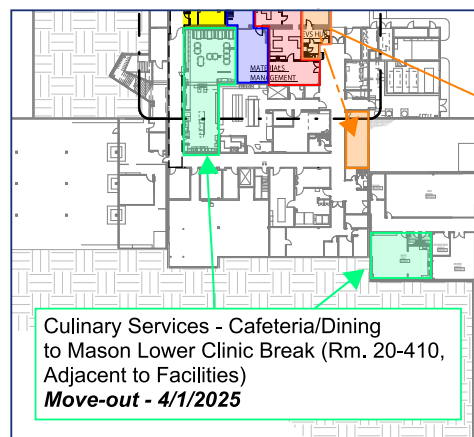 EVS HUB
MATERIALS
MANAGEMENT
Culinary Services - Cafeteria/Dining
to Mason Lower Clinic Break (Rm. 20-410,
Adjacent to Facilities)
Move-out - 4/1/2025